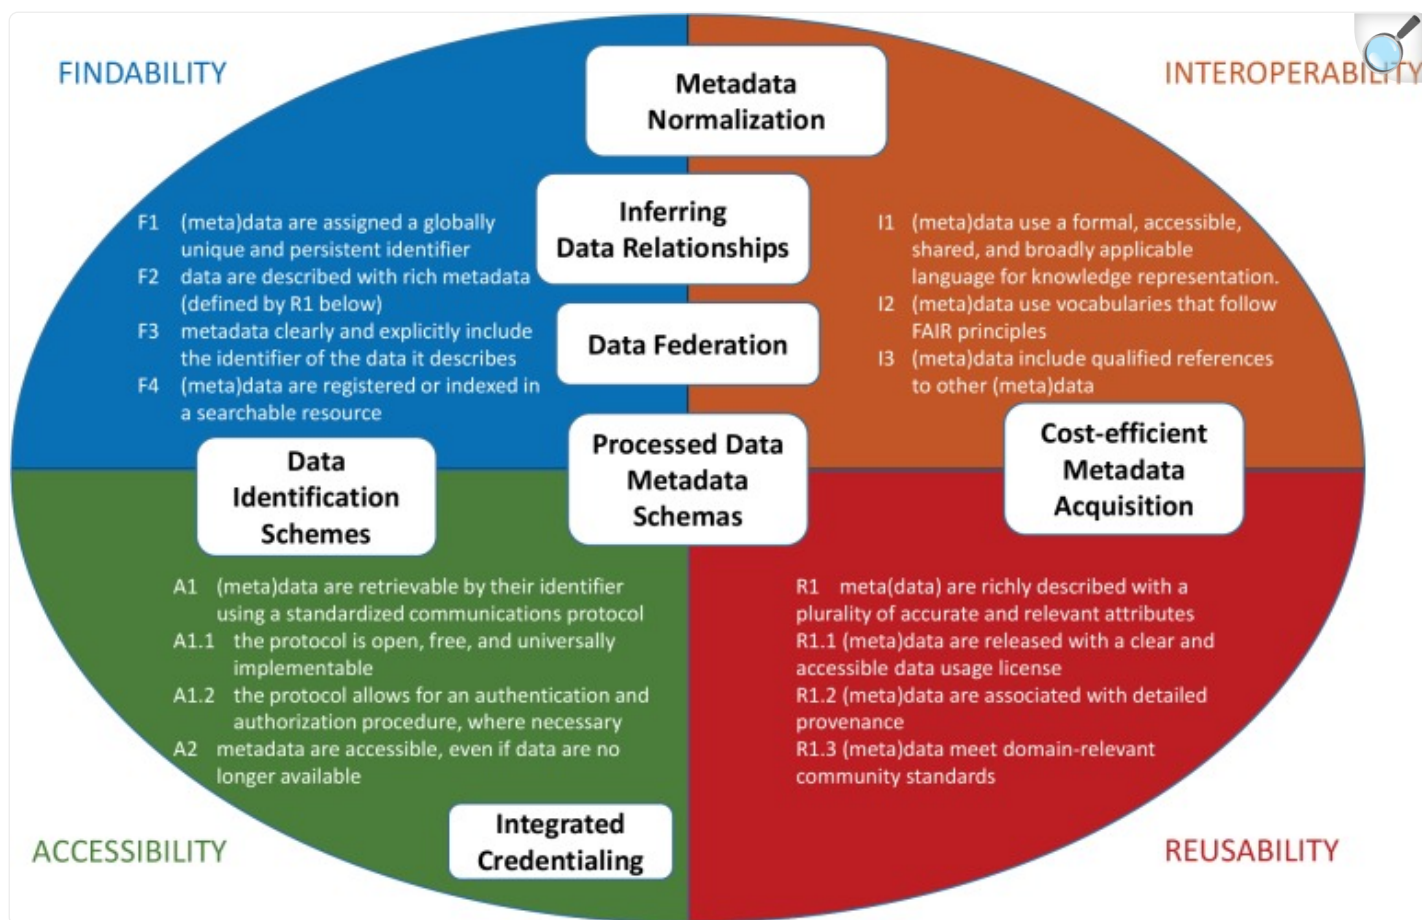 FINDABILITY
INTEROPERABILITY
Metadata
Normalization
Inferring
Data Relationships
Data Federation
F1 (meta)data are assigned a globally
unique and persistent identifier
F2 data are described with rich metadata
(defined by R1 below)
F3 metadata clearly and explicitly include
the identifier of the data it describes
F4 (meta)data are registered or indexed in
a searchable resource
I1 (meta)data use a formal, accessible,
shared, and broadly applicable
language for knowledge representation.
I2 (meta)data use vocabularies that follow
FAIR principles
I3 (meta)data include qualified references
to other (meta)data
Data
Identification
Schemes
Processed Data
Metadata
Schemas
Cost-efficient
Metadata
Acquisition
A1 (meta)data are retrievable by their identifier
using a standardized communications protocol
A1.1 the protocol is open, free, and universally
implementable
A1.2 the protocol allows for an authentication and
authorization procedure, where necessary
A2 metadata are accessible, even if data are no
longer available
R1 meta(data) are richly described with a
plurality of accurate and relevant attributes
R1.1 (meta)data are released with a clear and
accessible data usage license
R1.2 (meta)data are associated with detailed
provenance
R1.3 (meta)data meet domain-relevant
community standards
Integrated
Credentialing
ACCESSIBILITY
REUSABILITY